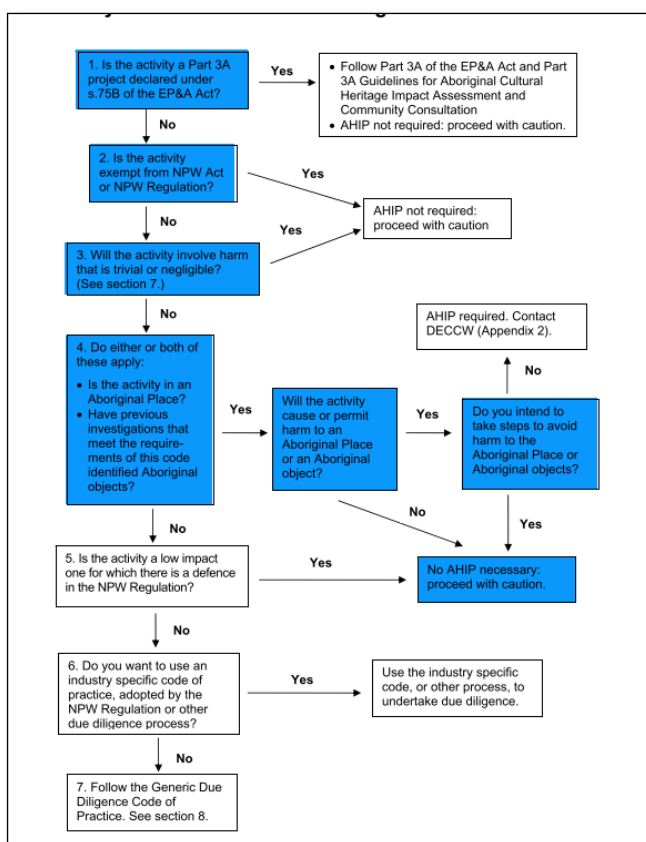 1. Is the activity a Part 3A
project declared under
s.75B of the EP&A Act?
Yes
• Follow Part 3A of the EP&A Act and Part
3A Guidelines for Aboriginal Cultural
Heritage Impact Assessment and
Community Consultation
• AHIP not required: proceed with caution.
No
2. Is the activity
exempt from NPW Act
or NPW Regulation?
Yes
AHIP not required:
proceed with caution
No
3. Will the activity involve harm
that is trivial or negligible?
(See section 7.)
Yes
No
4. Do either or both of
these apply:
• Is the activity in an
Aboriginal Place?
• Have previous
investigations that
meet the require-
ments of this code
identified Aboriginal
objects?
Yes
Will the activity
cause or permit
harm to an
Aboriginal Place
or an Aboriginal
object?
Yes
Do you intend to
take steps to avoid
harm to the
Aboriginal Place or
Aboriginal objects?
No
AHIP required. Contact
DECCW (Appendix 2).
No
Yes
No AHIP necessary:
proceed with caution.
No
5. Is the activity a low impact
one for which there is a defence
in the NPW Regulation?
Yes
No
6. Do you want to use an
industry specific code of
practice, adopted by the
NPW Regulation or other
due diligence process?
Yes
Use the industry specific
code, or other process, to
undertake due diligence.
No
7. Follow the Generic Due
Diligence Code of
Practice. See section 8.